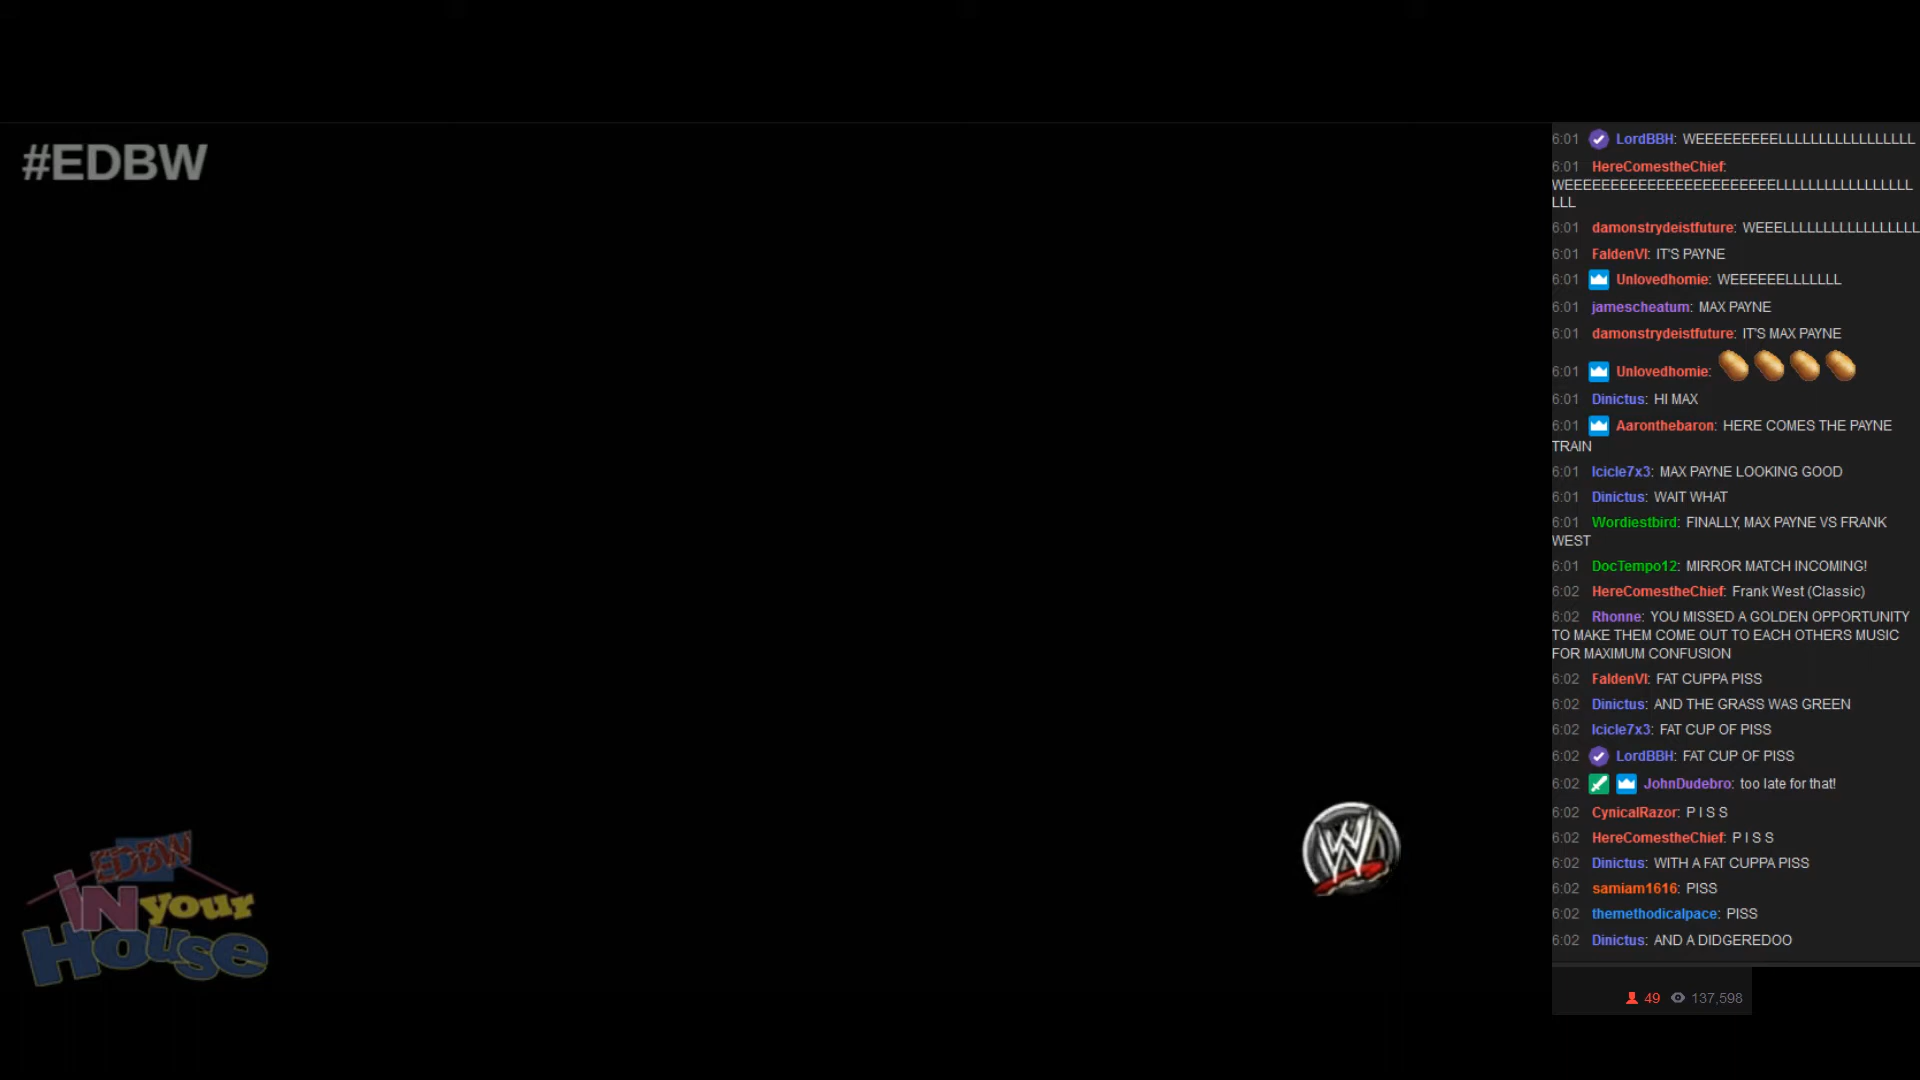 #EDBW
6:01 LordBBH: WEEEEEEEEELLLLLLLLLLLLLLLLL
6:01 HereComestheChief:
WEEEEEEEEEEEEEEEEEEEEEEELLLLLLLLLLLLLLLLL
LLL
6:01 damonstrydeistfuture: WEEELLLLLLLLLLLLLLLLL
6:01 FaldenVI: IT'S PAYNE
6:01 Unlovedhomie: WEEEEEELLLLLLL
6:01 jamescheatum: MAX PAYNE
6:01 damonstrydeistfuture: IT'S MAX PAYNE
6:01 Unlovedhomie:
6:01 Dinictus: HI MAX
6:01 Aaronthebaron: HERE COMES THE PAYNE
TRAIN
6:01 Icicle7x3: MAX PAYNE LOOKING GOOD
6:01 Dinictus: WAIT WHAT
6:01 Wordiestbird: FINALLY, MAX PAYNE VS FRANK
WEST
6:01 DocTempo12: MIRROR MATCH INCOMING!
6:02 HereComestheChief: Frank West (Classic)
6:02 Rhonne: YOU MISSED A GOLDEN OPPORTUNITY
TO MAKE THEM COME OUT TO EACH OTHERS MUSIC
FOR MAXIMUM CONFUSION
6:02 FaldenVI: FAT CUPPA PISS
6:02 Dinictus: AND THE GRASS WAS GREEN
6:02 Icicle7x3: FAT CUP OF PISS
6:02 LordBBH: FAT CUP OF PISS
6:02 JohnDudebro: too late for that!
6:02 CynicalRazor: P I S S
6:02 HereComestheChief: P I S S
6:02 Dinictus: WITH A FAT CUPPA PISS
6:02 samiam1616: PISS
6:02 themethodicalpace: PISS
6:02 Dinictus: AND A DIDGEREDOO
49 137,598
EDBW
IN your
House
W